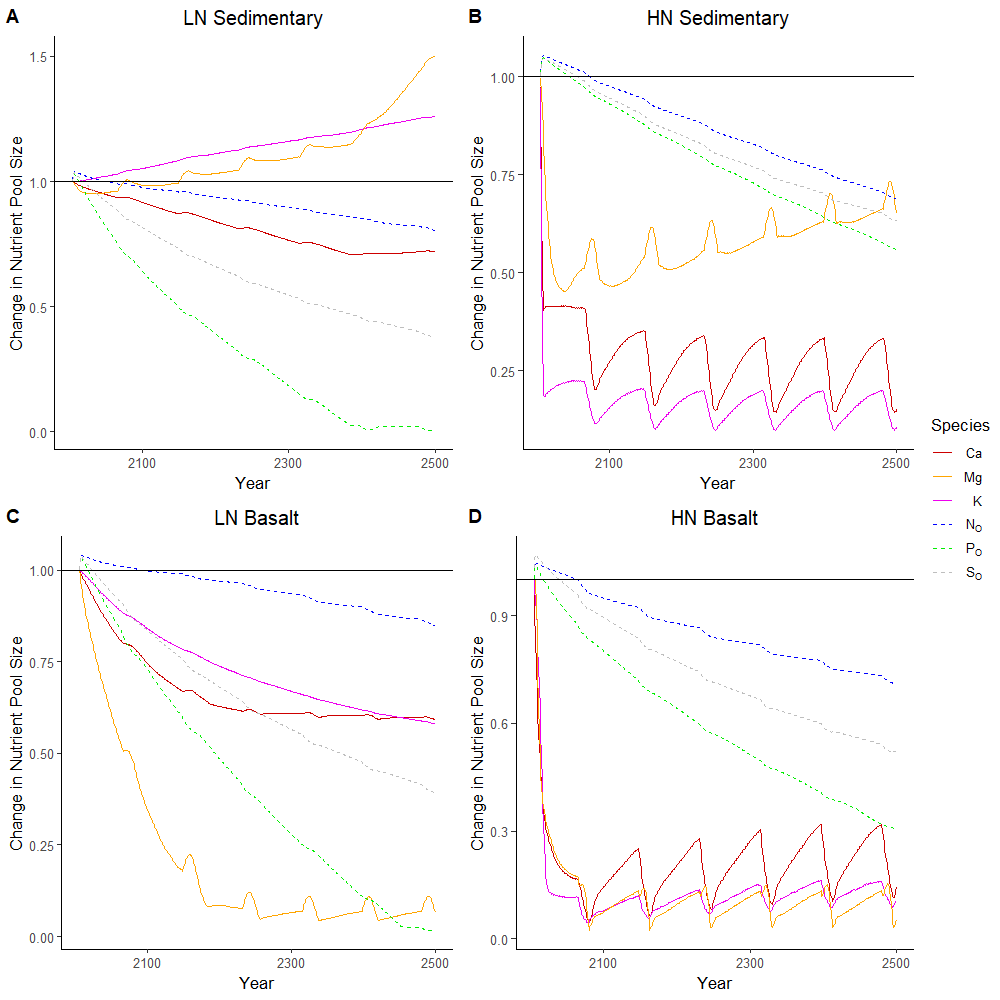 A
LN Sedimentary
Change in Nutrient Pool Size
1.5
1.0
0.5
0.0
2100
2300
2500
Year
B
HN Sedimentary
Change in Nutrient Pool Size
1.00
0.75
0.50
0.25
2100
2300
2500
Year
Species
Ca
Mg
K
N_O
P_O
S_O
C
LN Basalt
Change in Nutrient Pool Size
1.00
0.75
0.50
0.25
0.00
2100
2300
2500
Year
D
HN Basalt
Change in Nutrient Pool Size
0.9
0.6
0.3
0.0
2100
2300
2500
Year